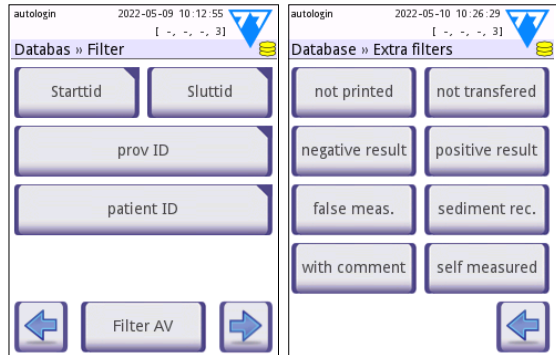 autologin 2022-05-09 10:12:55
[ -, -, -, 3]
Databas » Filter
Starttid Sluttid
prov ID
patient ID
Filter AV
autologin 2022-05-10 10:26:29
[ -, -, -, 3]
Database » Extra filters
not printed not transfered
negative result positive result
false meas. sediment rec.
with comment self measured